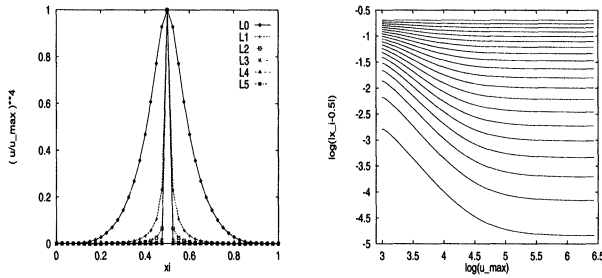 1
0.8
0.6
0.4
0.2
0
( u/u_max )**4
0 0.2 0.4 0.6 0.8 1
xi
L0
L1
L2
L3
L4
L5
-0.5
-1
-1.5
-2
-2.5
-3
-3.5
-4
-4.5
-5
log(|x_i-0.5|)
3 3.5 4 4.5 5 5.5 6 6.5
log(u_max)